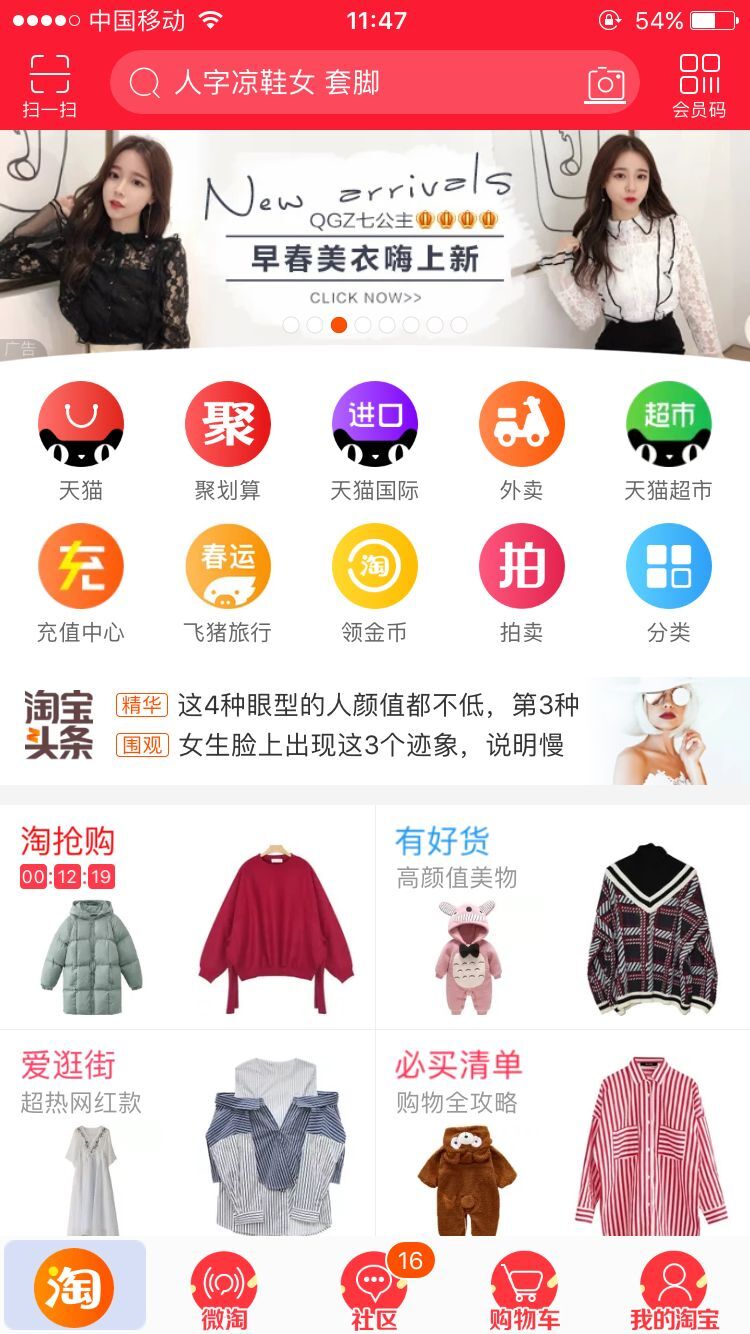 中国移动 11:47 54%
扫一扫 人字凉鞋女 套脚 会员码
New arrivals
QGZ七公主
早春美衣嗨上新
CLICK NOW>>
广告
天猫 聚划算 天猫国际 外卖 天猫超市
聚 进口 超市
充 春运 淘 拍
充值中心 飞猪旅行 领金币 拍卖 分类
淘宝头条
精华 这4种眼型的人颜值都不低，第3种
围观 女生脸上出现这3个迹象，说明慢
淘抢购 有好货
00:12:19 高颜值美物
爱逛街 必买清单
超热网红款 购物全攻略
淘 16
微淘 社区 购物车 我的淘宝